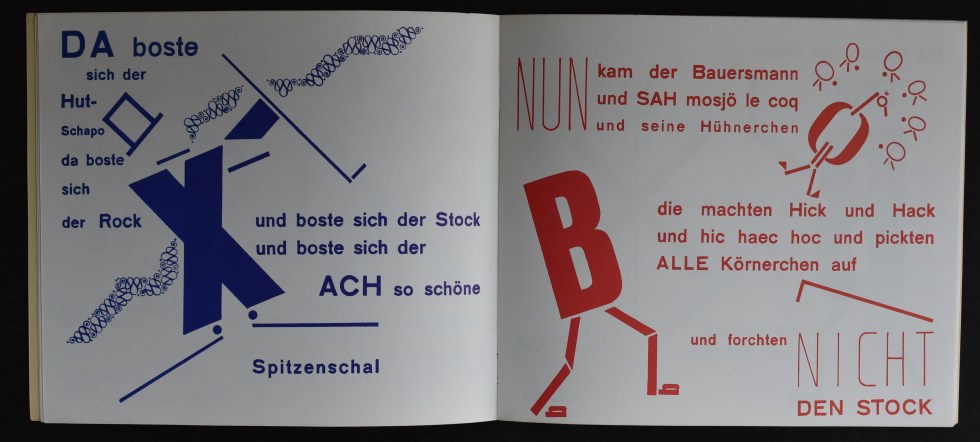 DA boste
sich der
Hut-
Schapo
da boste
sich
der Rock
X
und boste sich der Stock
und boste sich der
ACH so schöne
Spitzenschal
NUN kam der Bauersmann
und SAH mosjö le coq
und seine Hühnerchen
B
die machten Hick und Hack
und hic haec hoc und pickten
ALLE Körnerchen auf
und forchten NICHT
DEN STOCK